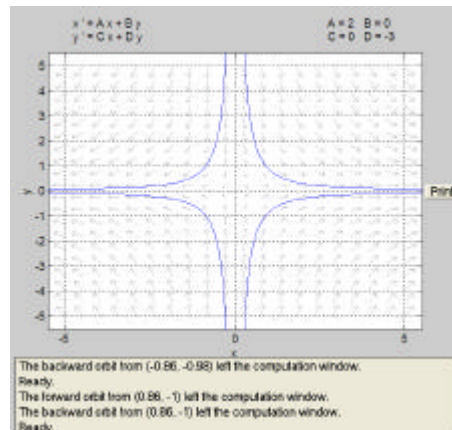 x ' = A x + B y
A = 2 B = 0
y ' = C x + D y
C = 0 D = -3
5
4
3
2
1
y 0
-1
-2
-3
-4
-5
-5 0 5
x
Print
The backward orbit from (-0.86, -0.98) left the computation window.
Ready.
The forward orbit from (0.86, -1) left the computation window.
The backward orbit from (0.86, -1) left the computation window.
Ready.